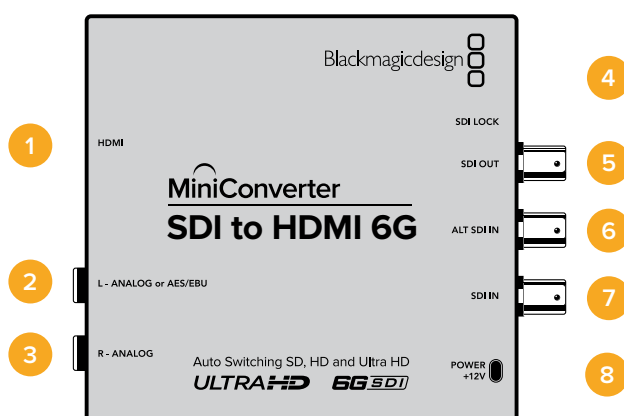 Blackmagicdesign
4
SDI LOCK
1
HDMI
SDI OUT
5
MiniConverter
SDI to HDMI 6G
ALT SDI IN
6
2
L - ANALOG or AES/EBU
SDI IN
7
3
R - ANALOG
Auto Switching SD, HD and Ultra HD
ULTRAHD
6G SDI
POWER
+12V
8